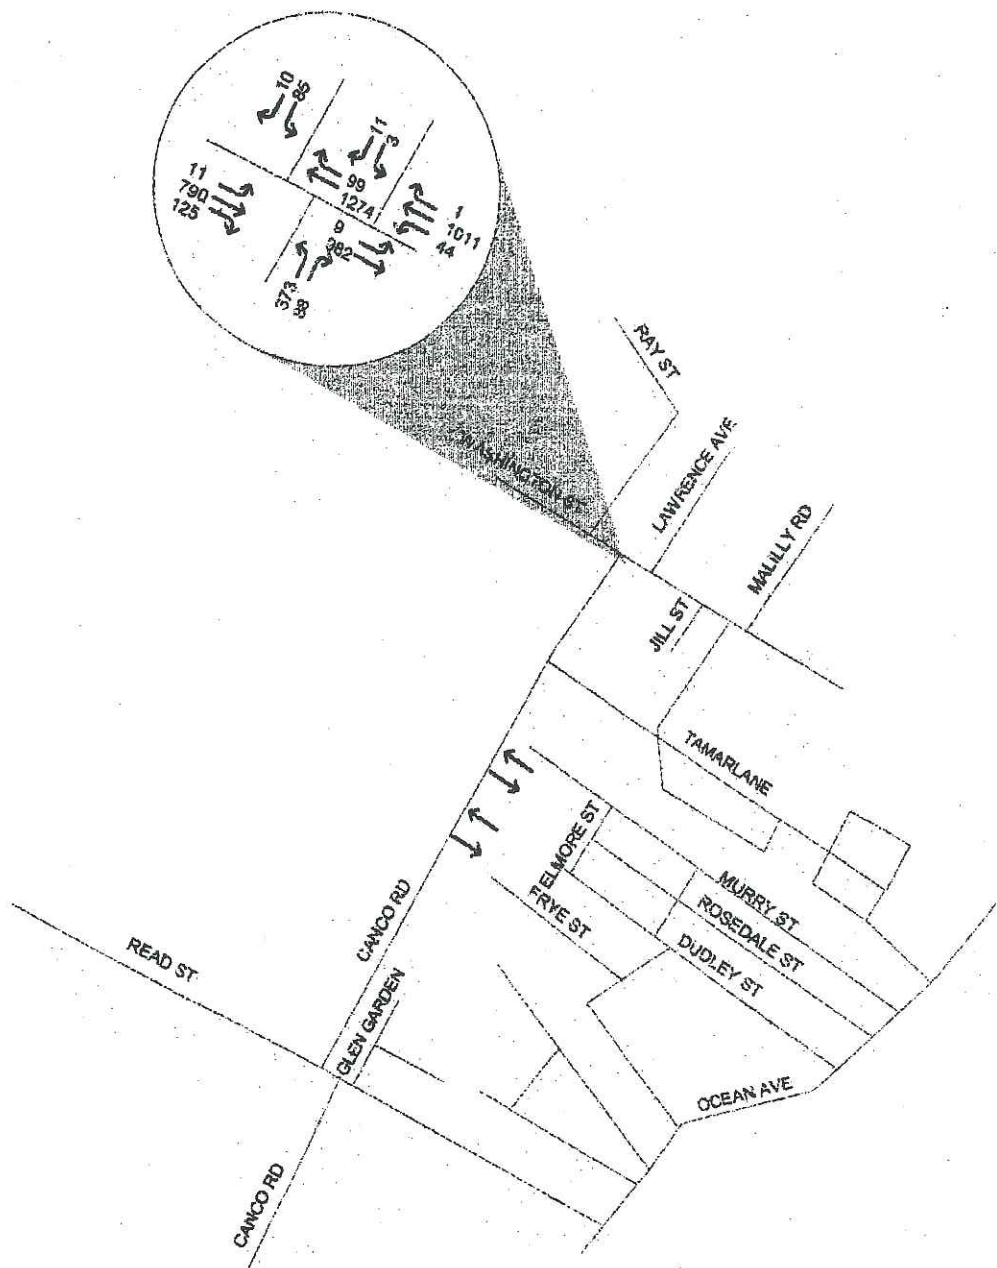 10
85
11
3
11
790
125
99
1274
1
1011
44
9
373
RAY ST
WASHINGTON ST
LAWRENCE AVE
MALILLY RD
JILL ST
TAMARLANE
ELMORE ST
FRYE ST
MURRY ST
ROSEDALE ST
DUDLEY ST
CANCO RD
READ ST
GLEN GARDEN
OCEAN AVE
CANCO RD